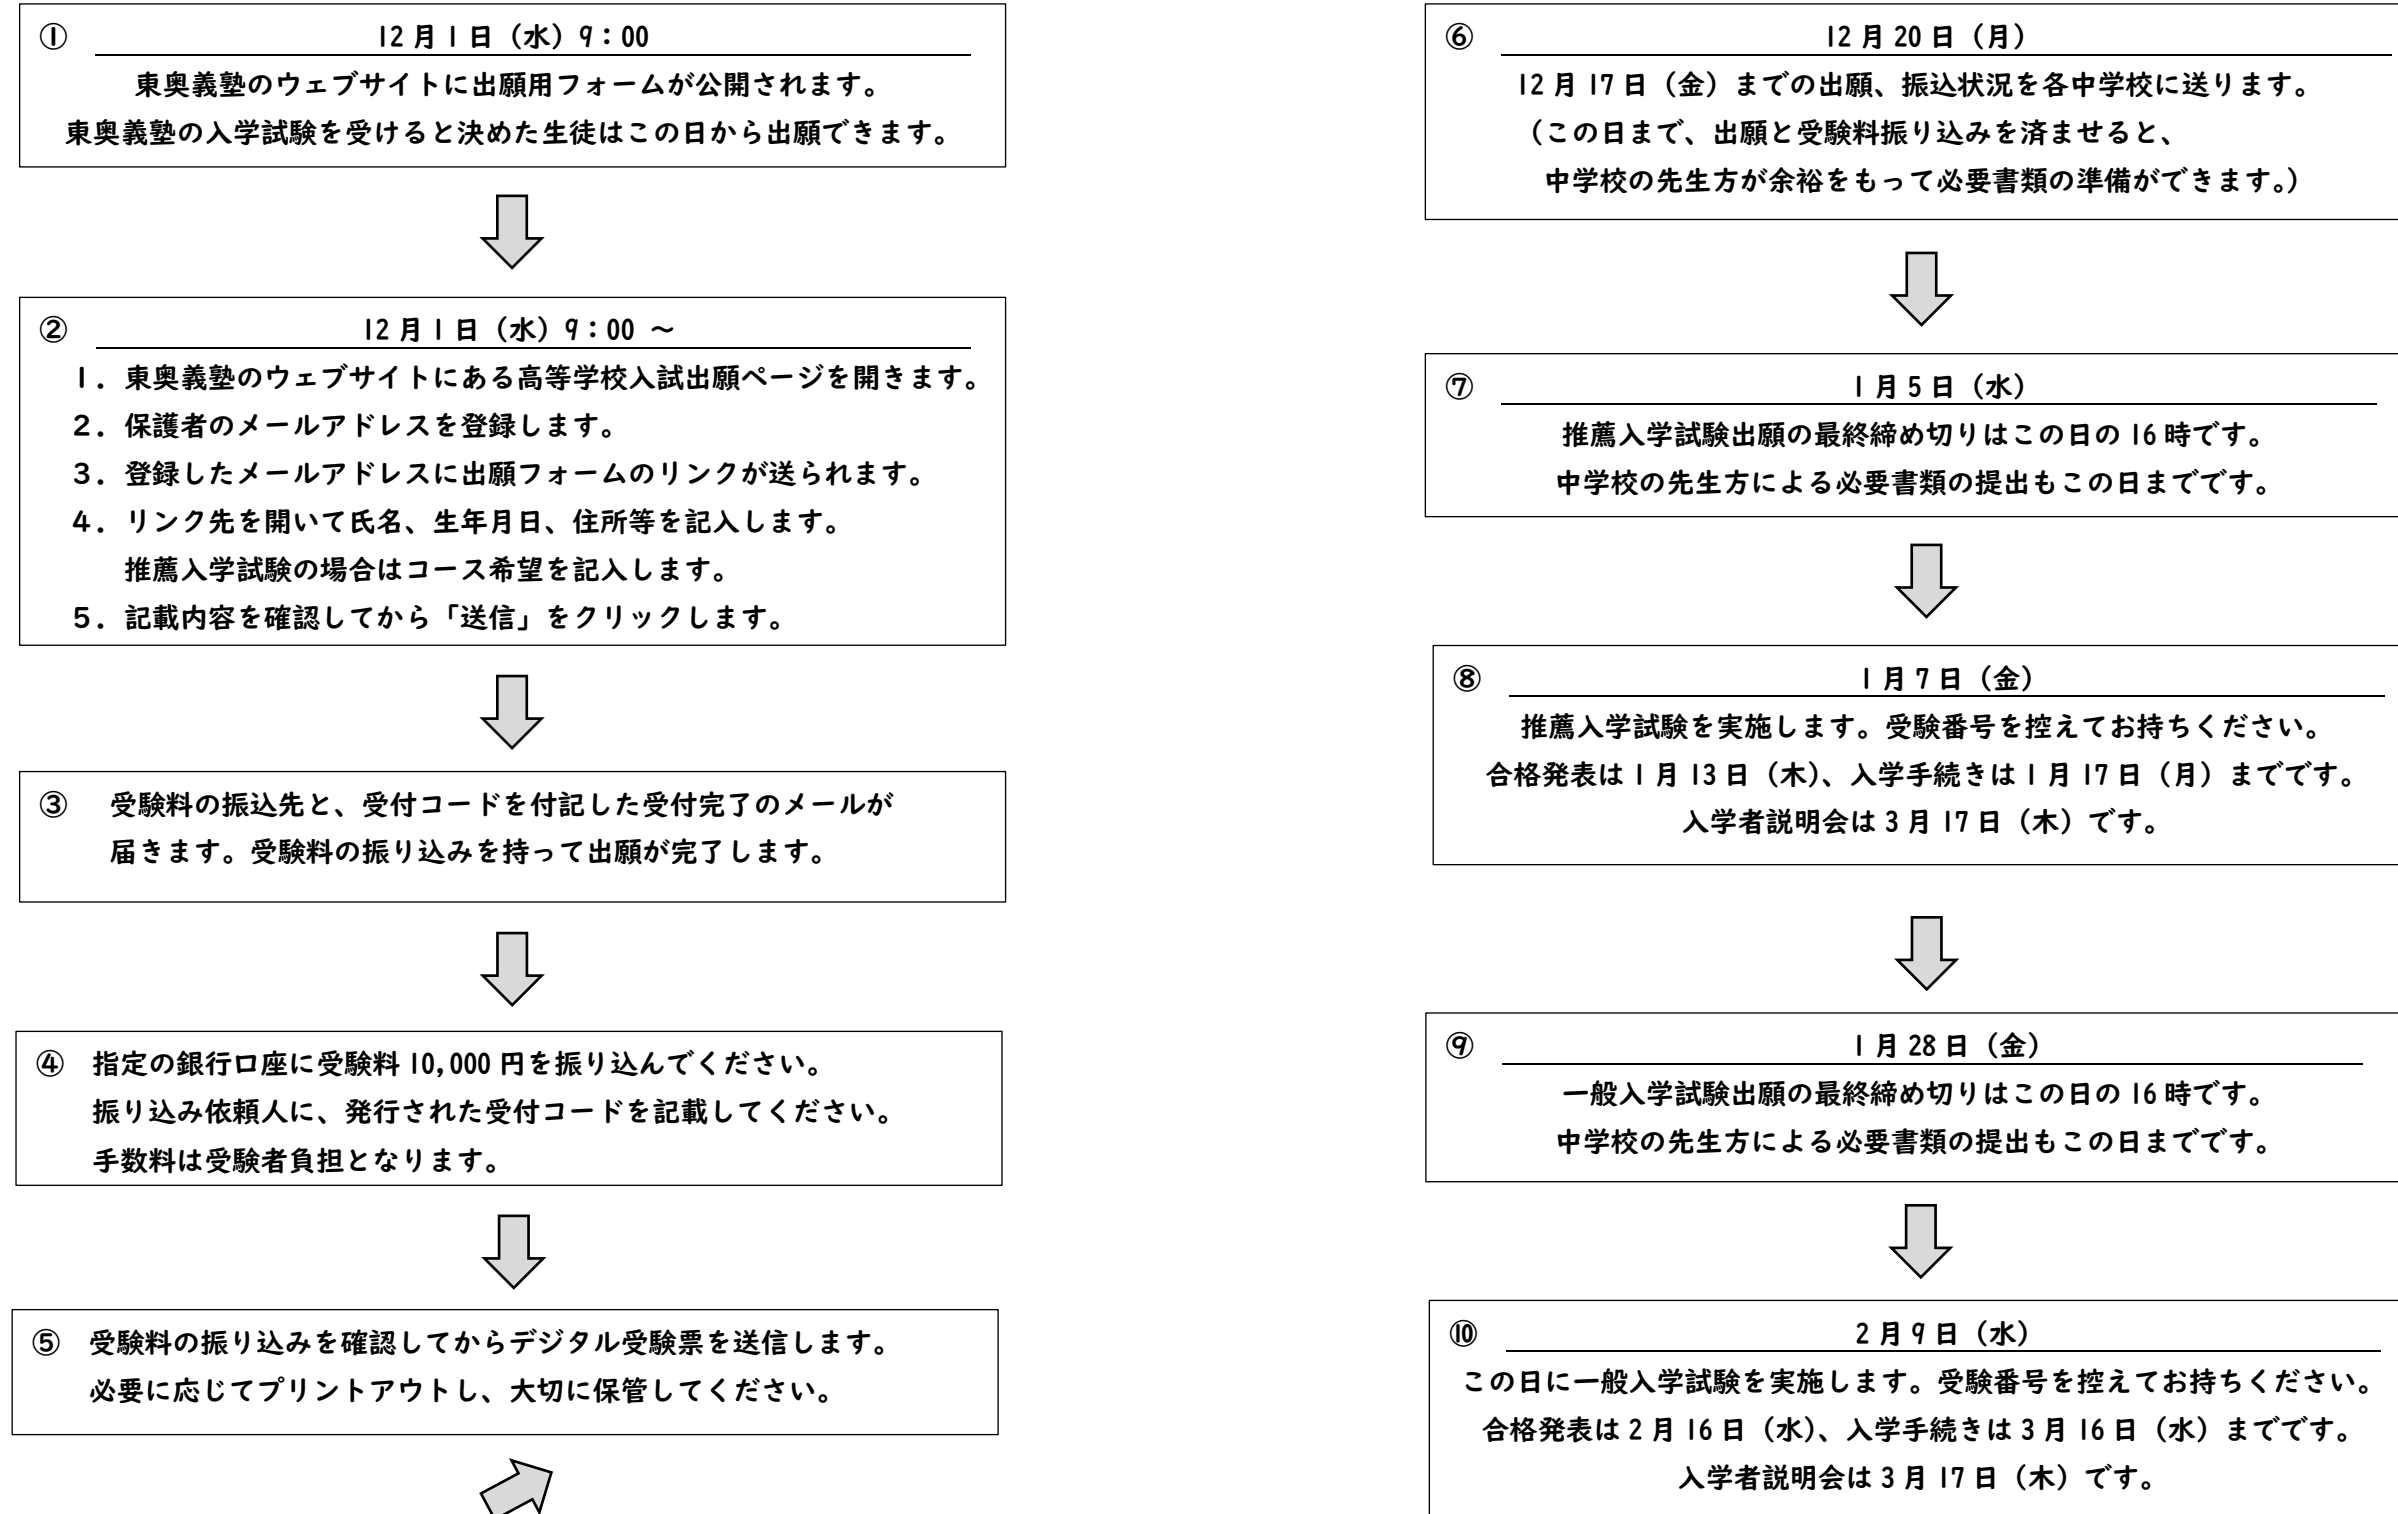 ① 12月1日（水）9：00
東奥義塾のウェブサイトに出願用フォームが公開されます。
東奥義塾の入学試験を受けると決めた生徒はこの日から出願できます。
② 12月1日（水）9：00 ～
1．東奥義塾のウェブサイトにある高等学校入試出願ページを開きます。
2．保護者のメールアドレスを登録します。
3．登録したメールアドレスに出願フォームのリンクが送られます。
4．リンク先を開いて氏名、生年月日、住所等を記入します。
推薦入学試験の場合はコース希望を記入します。
5．記載内容を確認してから「送信」をクリックします。
③ 受験料の振込先と、受付コードを付記した受付完了のメールが
届きます。受験料の振り込みを持って出願が完了します。
④ 指定の銀行口座に受験料10,000円を振り込んでください。
振り込み依頼人に、発行された受付コードを記載してください。
手数料は受験者負担となります。
⑤ 受験料の振り込みを確認してからデジタル受験票を送信します。
必要に応じてプリントアウトし、大切に保管してください。
⑥ 12月20日（月）
12月17日（金）までの出願、振込状況を各中学校に送ります。
（この日まで、出願と受験料振り込みを済ませると、
中学校の先生方が余裕をもって必要書類の準備ができます。）
⑦ 1月5日（水）
推薦入学試験出願の最終締め切りはこの日の16時です。
中学校の先生方による必要書類の提出もこの日までです。
⑧ 1月7日（金）
推薦入学試験を実施します。受験番号を控えてお持ちください。
合格発表は1月13日（木）、入学手続きは1月17日（月）までです。
入学者説明会は3月17日（木）です。
⑨ 1月28日（金）
一般入学試験出願の最終締め切りはこの日の16時です。
中学校の先生方による必要書類の提出もこの日までです。
⑩ 2月9日（水）
この日に一般入学試験を実施します。受験番号を控えてお持ちください。
合格発表は2月16日（水）、入学手続きは3月16日（水）までです。
入学者説明会は3月17日（木）です。